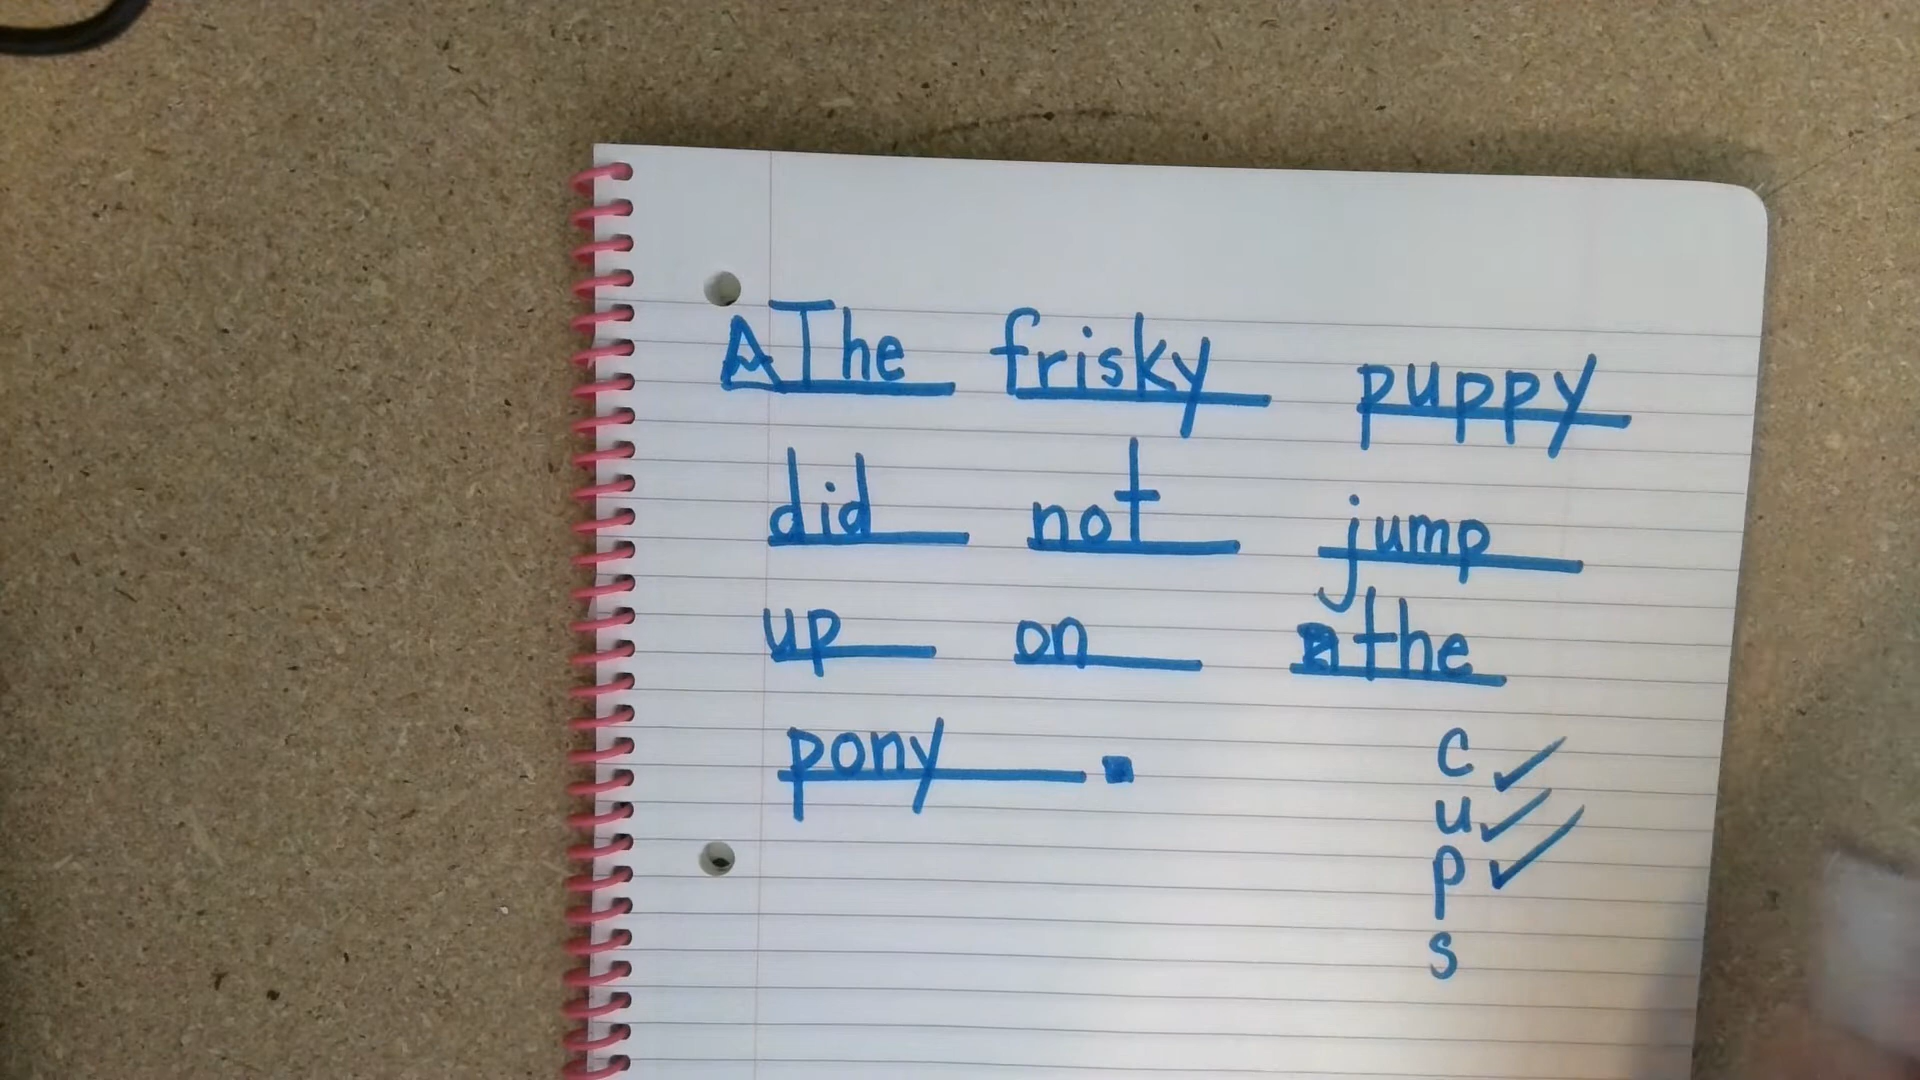 The frisky puppy
did not jump
up on the
pony .
c ✓
u ✓
p ✓
s